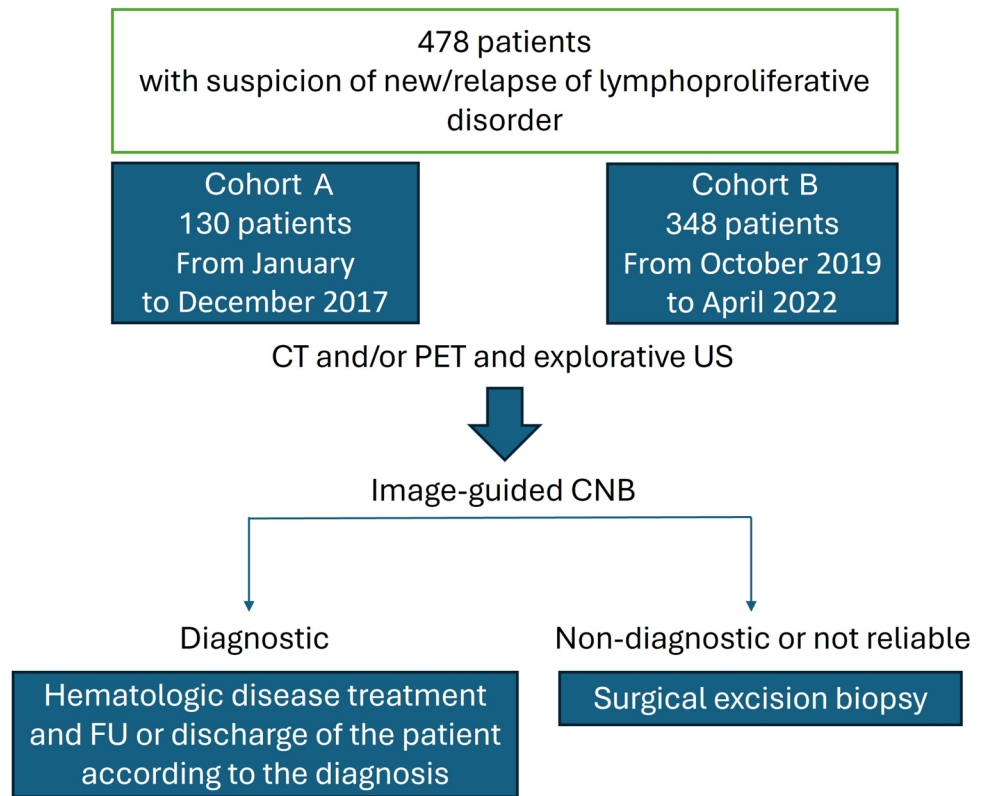 478 patients
with suspicion of new/relapse of lymphoproliferative
disorder
Cohort A
130 patients
From January
to December 2017
Cohort B
348 patients
From October 2019
to April 2022
CT and/or PET and explorative US
Image-guided CNB
Diagnostic
Hematologic disease treatment
and FU or discharge of the patient
according to the diagnosis
Non-diagnostic or not reliable
Surgical excision biopsy